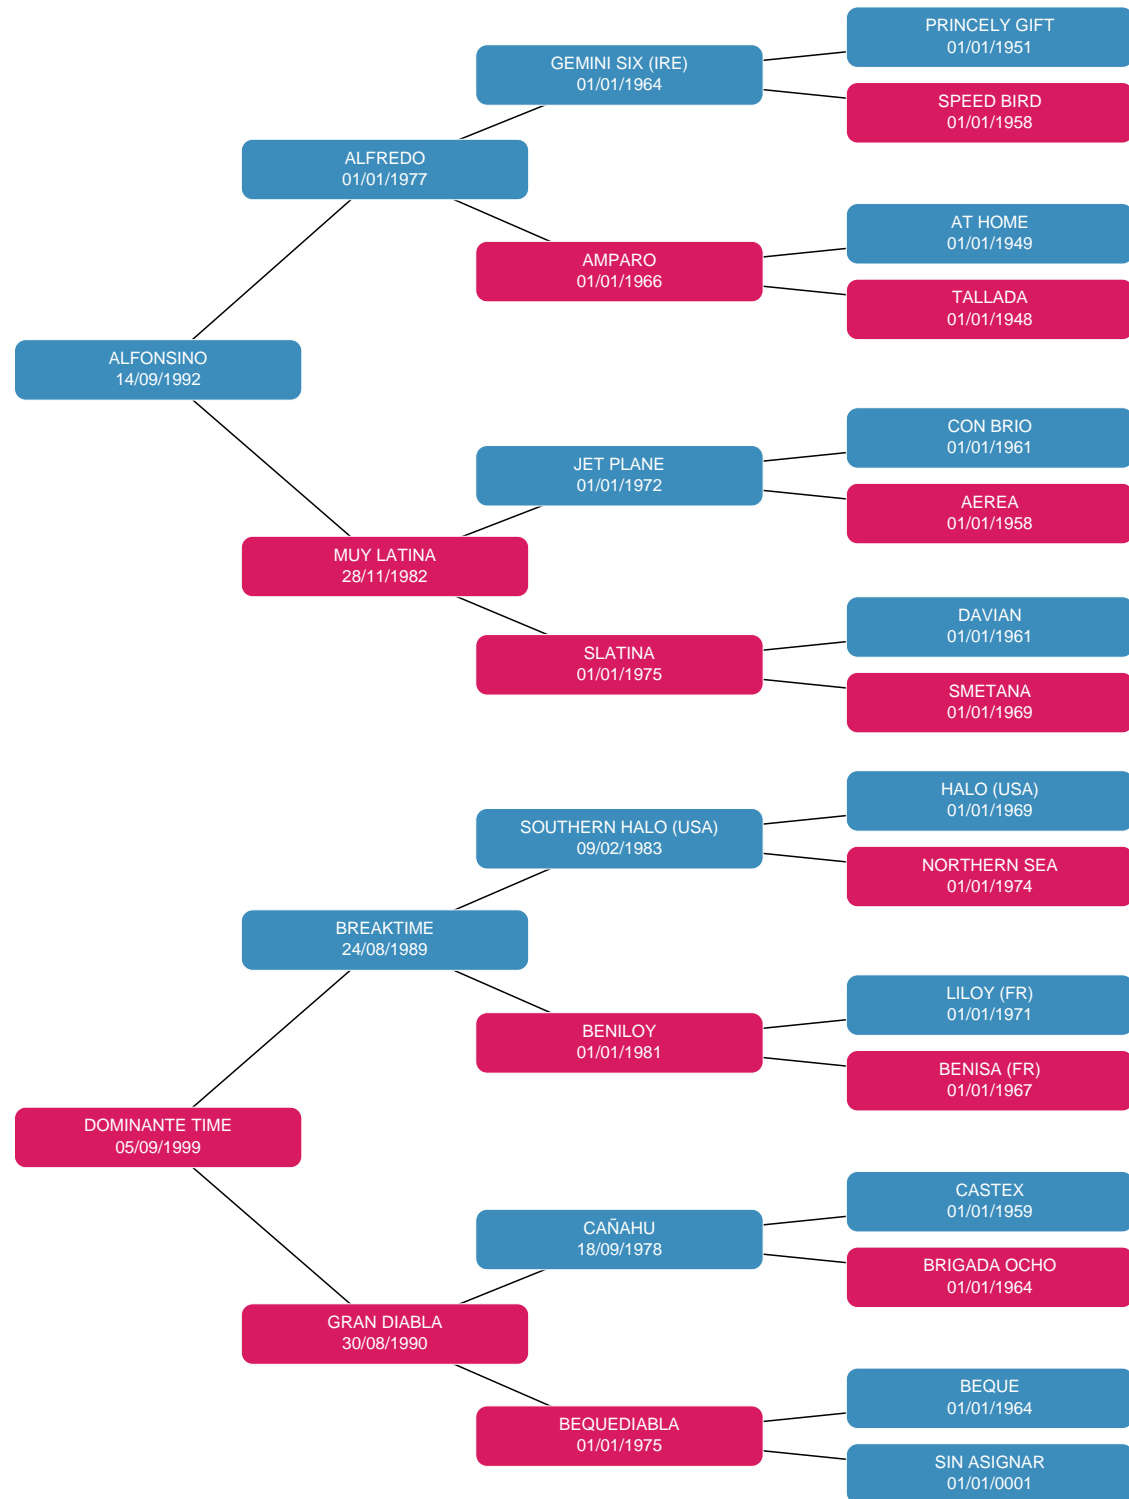 PRINCELY GIFT
01/01/1951
GEMINI SIX (IRE)
01/01/1964
SPEED BIRD
01/01/1958
ALFREDO
01/01/1977
AT HOME
01/01/1949
AMPARO
01/01/1966
TALLADA
01/01/1948
ALFONSINO
14/09/1992
CON BRIO
01/01/1961
JET PLANE
01/01/1972
AEREA
01/01/1958
MUY LATINA
28/11/1982
DAVIAN
01/01/1961
SLATINA
01/01/1975
SMETANA
01/01/1969
HALO (USA)
01/01/1969
SOUTHERN HALO (USA)
09/02/1983
NORTHERN SEA
01/01/1974
BREAKTIME
24/08/1989
LILOY (FR)
01/01/1971
BENILOY
01/01/1981
BENISA (FR)
01/01/1967
DOMINANTE TIME
05/09/1999
CASTEX
01/01/1959
CAÑAHU
18/09/1978
BRIGADA OCHO
01/01/1964
GRAN DIABLA
30/08/1990
BEQUE
01/01/1964
BEQUEDIABLA
01/01/1975
SIN ASIGNAR
01/01/0001